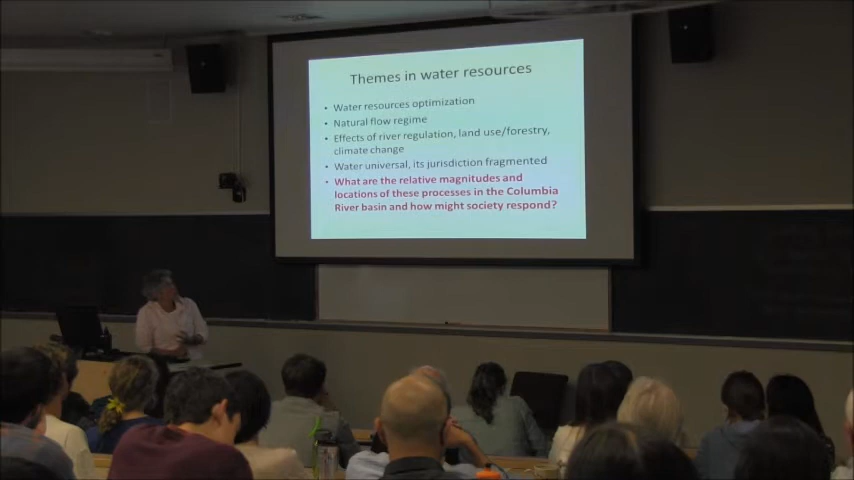 Themes in water resources
• Water resources optimization
• Natural flow regime
• Effects of river regulation, land use/forestry,
climate change
• Water universal, its jurisdiction fragmented
• What are the relative magnitudes and
locations of these processes in the Columbia
River basin and how might society respond?